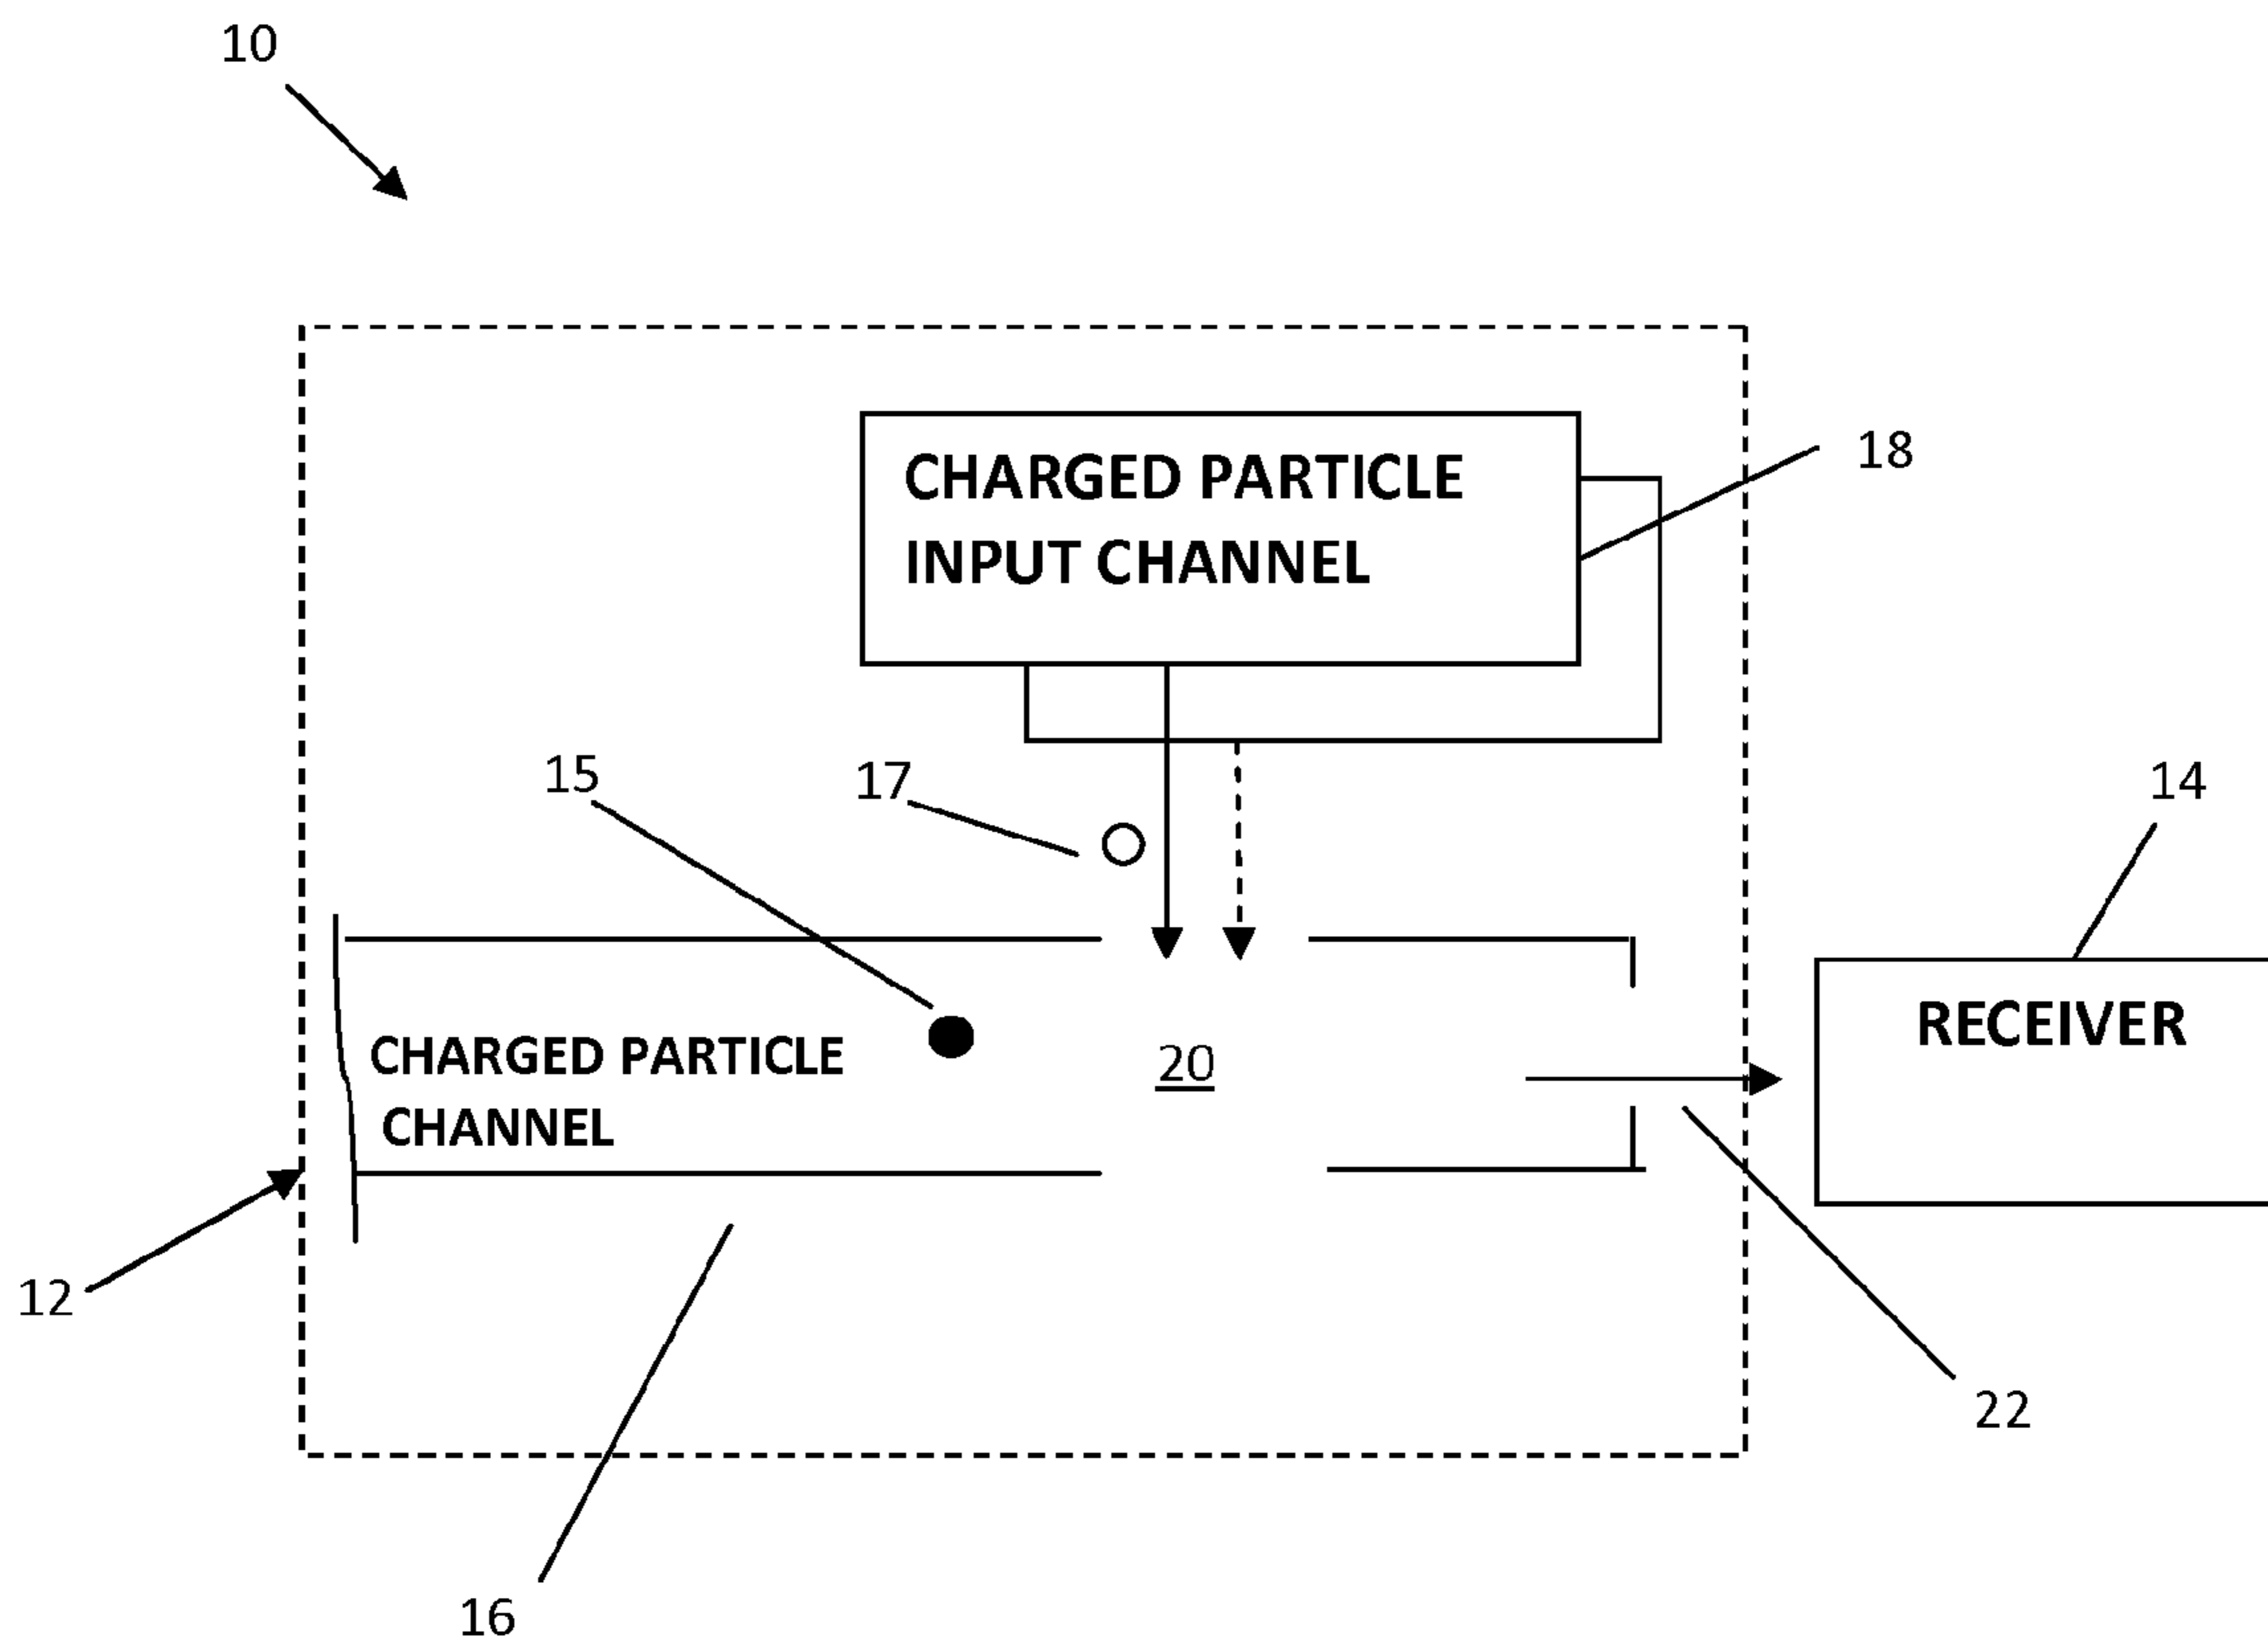 10
CHARGED PARTICLE
INPUT CHANNEL
18
15
17
14
CHARGED PARTICLE
CHANNEL
20
RECEIVER
12
22
16